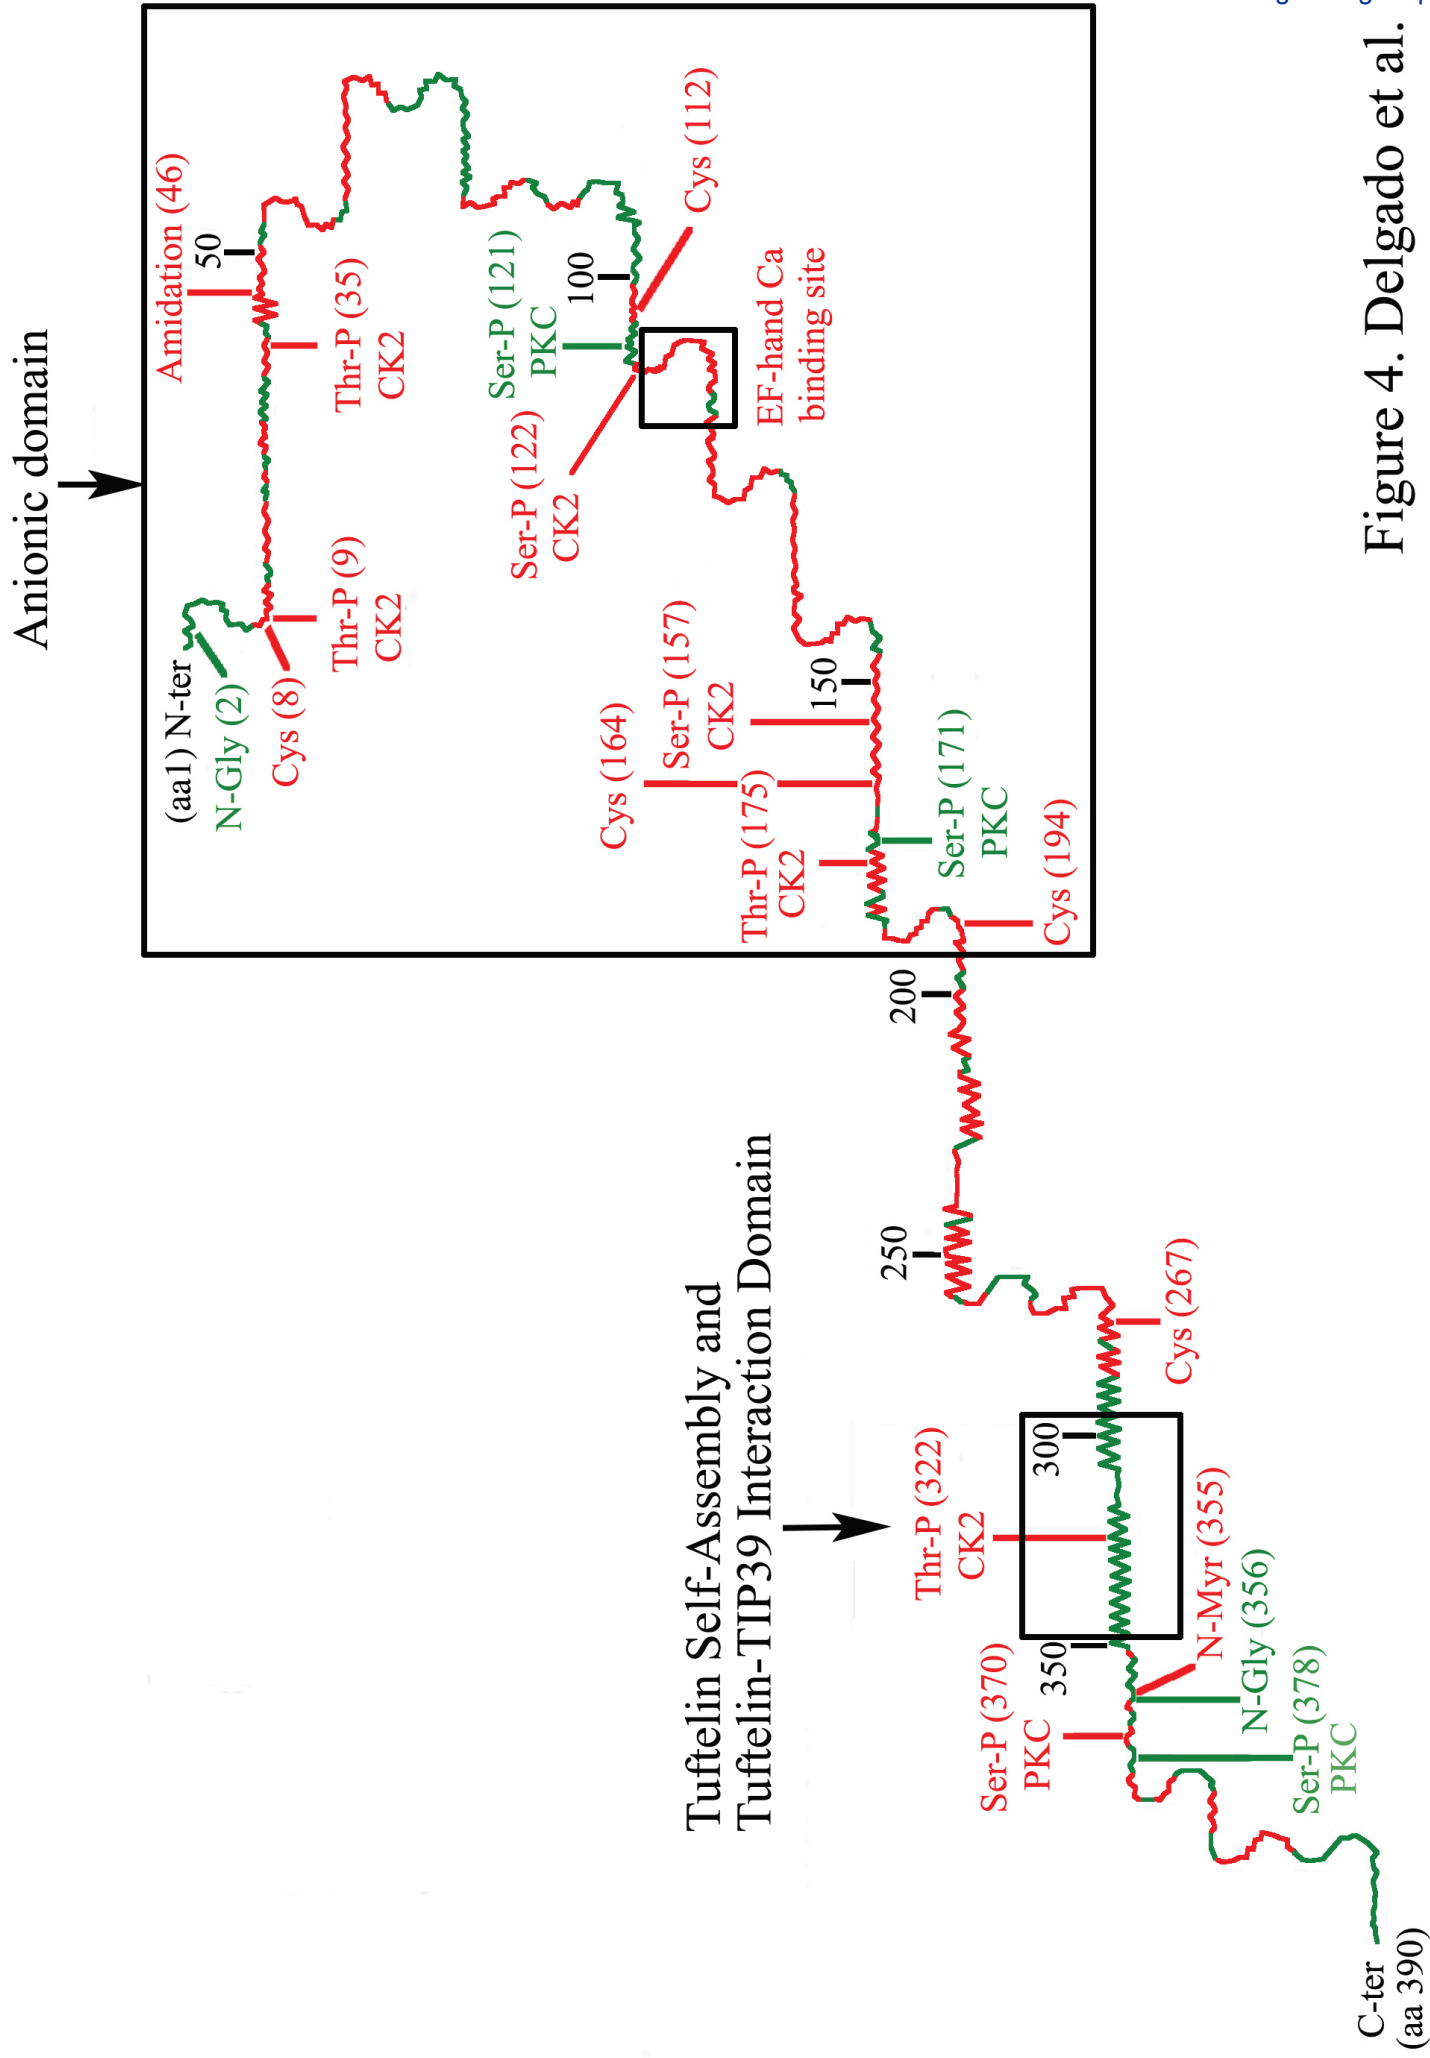 Anionic domain
(aa1) N-ter
N-Gly (2)
Cys (8)
Thr-P (9)
CK2
Thr-P (35)
CK2
Amidation (46)
50
100
Cys (112)
Ser-P (121)
PKC
Ser-P (122)
CK2
EF-hand Ca
binding site
150
Ser-P (157)
CK2
Cys (164)
Ser-P (171)
PKC
Thr-P (175)
CK2
Cys (194)
200
250
Cys (267)
Tuftelin Self-Assembly and
Tuftelin-TIP39 Interaction Domain
300
Thr-P (322)
CK2
350
N-Myr (355)
N-Gly (356)
Ser-P (370)
PKC
Ser-P (378)
PKC
C-ter
(aa 390)
Figure 4. Delgado et al.